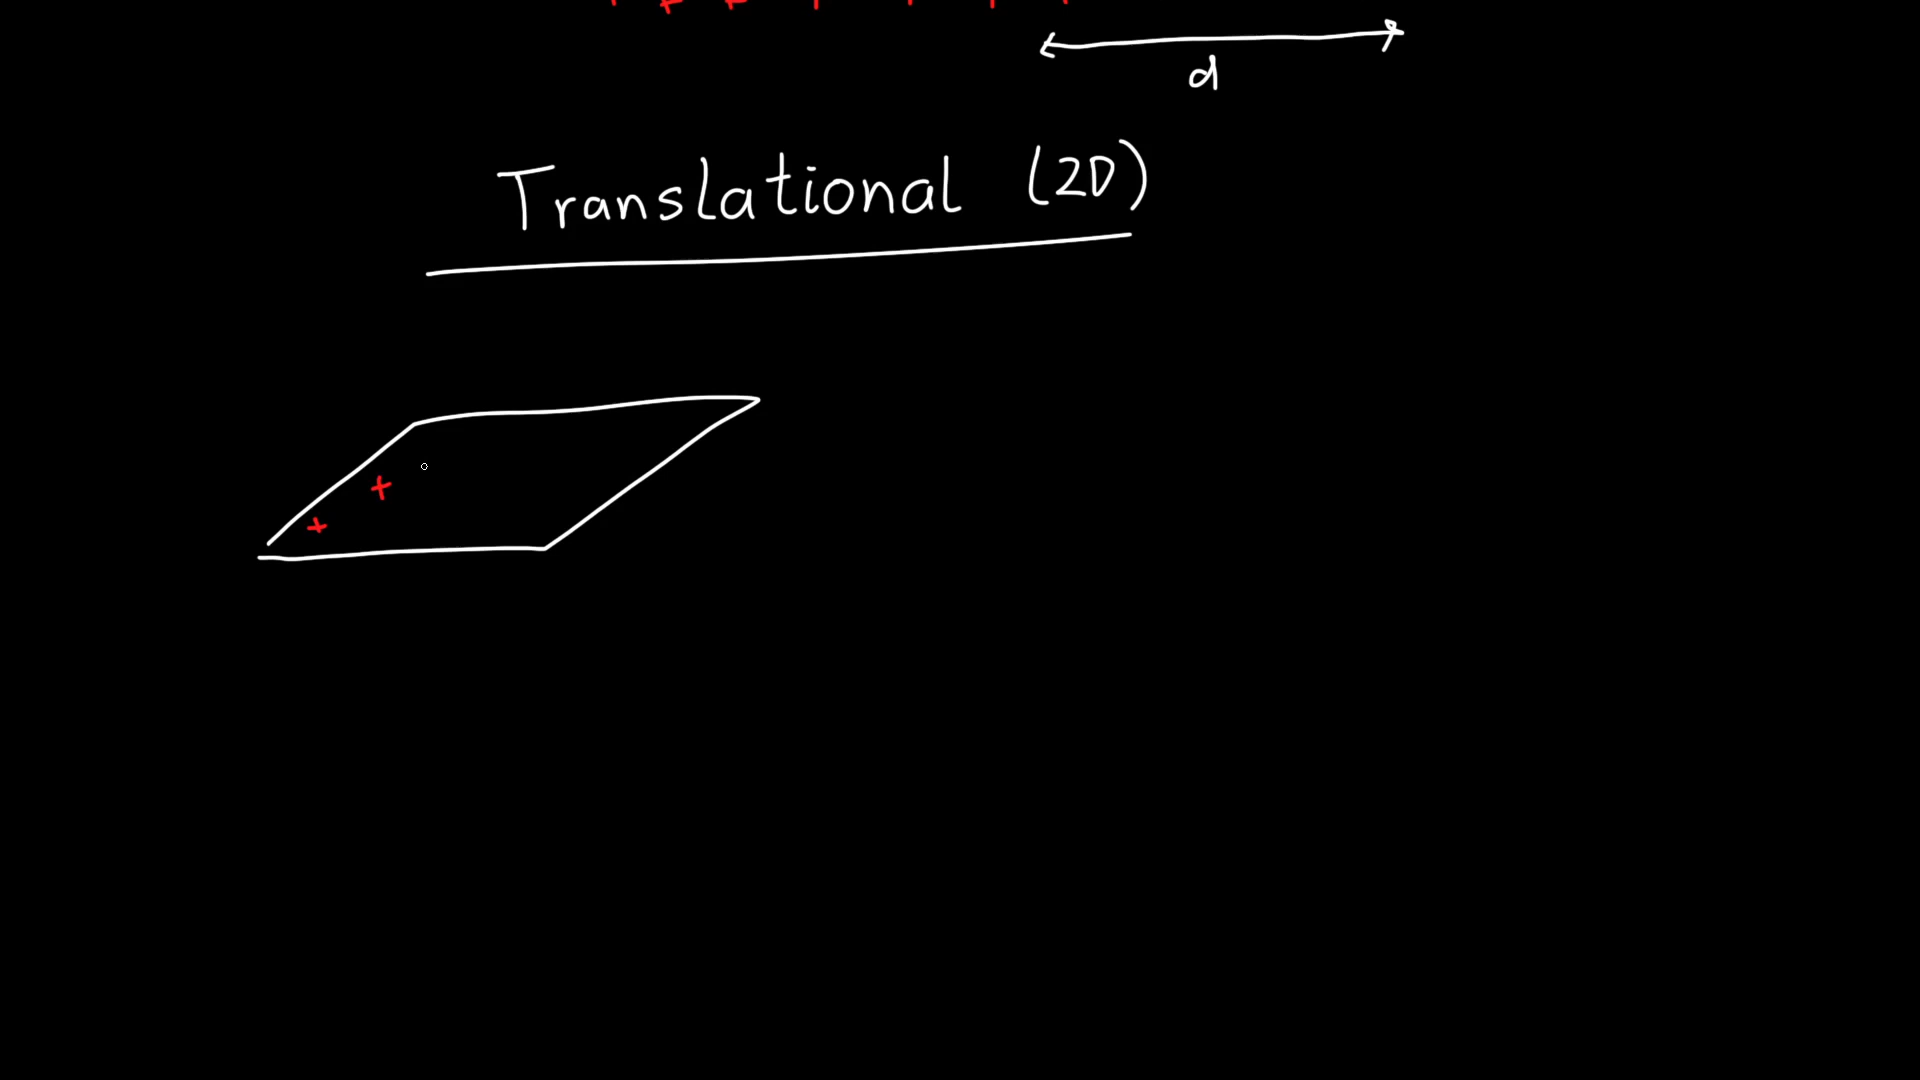 d
Translational (2D)
+
+